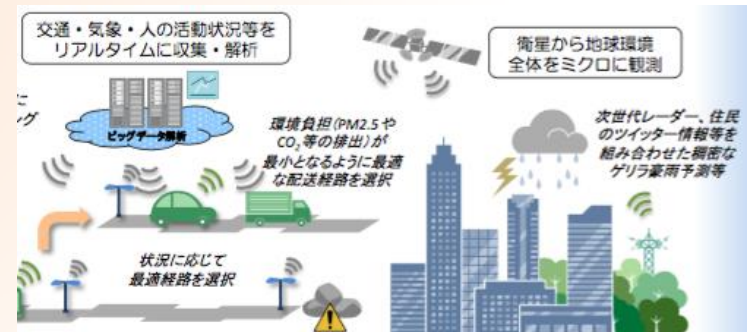 交通・気象・人の活動状況等を
リアルタイムに収集・解析
に
グ
ビッグデータ解析
環境負担（PM2.5や
CO₂等の排出）が
最小となるように最適
な配送経路を選択
状況に応じて
最適経路を選択
衛星から地球環境
全体をミクロに観測
次世代レーダー、住民
のツイッター情報等を
組み合わせた稠密な
ゲリラ豪雨予測等